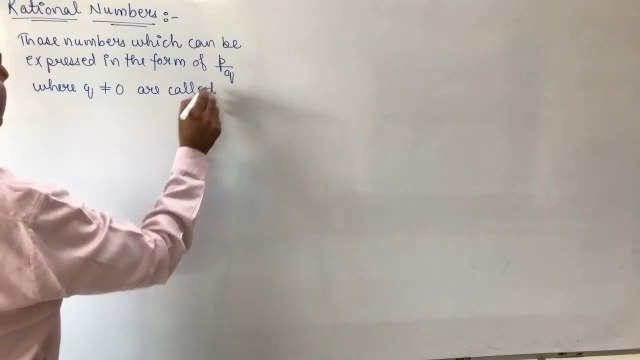 Rational Numbers:-
Those numbers which can be
expressed in the form of p/q
where q ≠ 0 are called